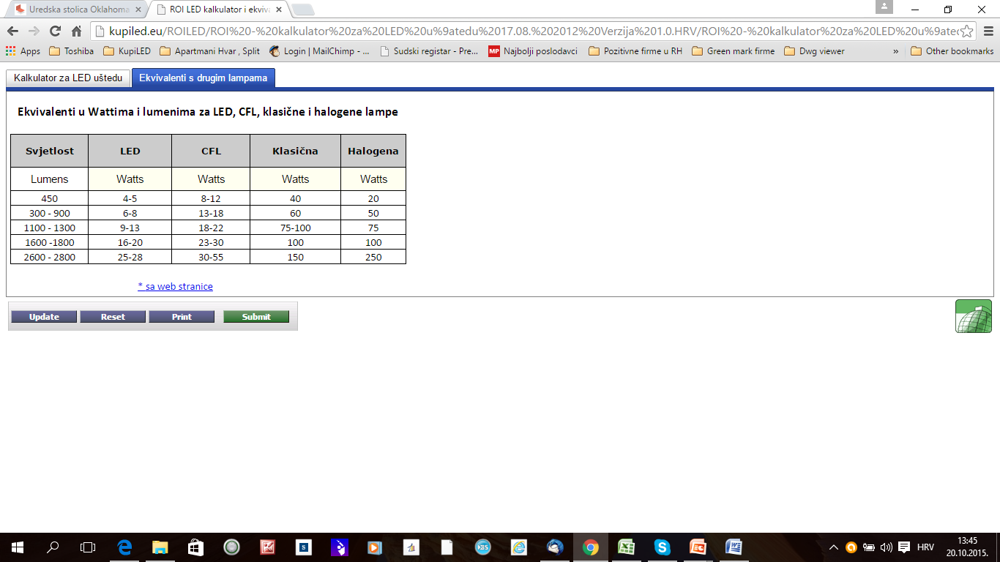 Uredska stolica Oklahoma
ROI LED kalkulator i ekviva
kupiled.eu/ROILED/ROI%20-%20kalkulator%20za%20LED%20u%9atedu%2017.08.%202012%20Verzija%201.0.HRV/ROI%20-%20kalkulator%20za%20LED%20u%9atec
Apps Toshiba KupiLED Apartmani Hvar , Split Login | MailChimp - ... Sudski registar - Pre... MP Najbolji poslodavci Pozitivne firme u RH Green mark firme Dwg viewer » Other bookmarks
Kalkulator za LED uštedu Ekvivalenti s drugim lampama
Ekvivalenti u Wattima i lumenima za LED, CFL, klasične i halogene lampe
Svjetlost LED CFL Klasična Halogena
Lumens Watts Watts Watts Watts
450 4-5 8-12 40 20
300 - 900 6-8 13-18 60 50
1100 - 1300 9-13 18-22 75-100 75
1600 -1800 16-20 23-30 100 100
2600 - 2800 25-28 30-55 150 250
* sa web stranice
Update Reset Print Submit
HRV
13:45
20.10.2015.